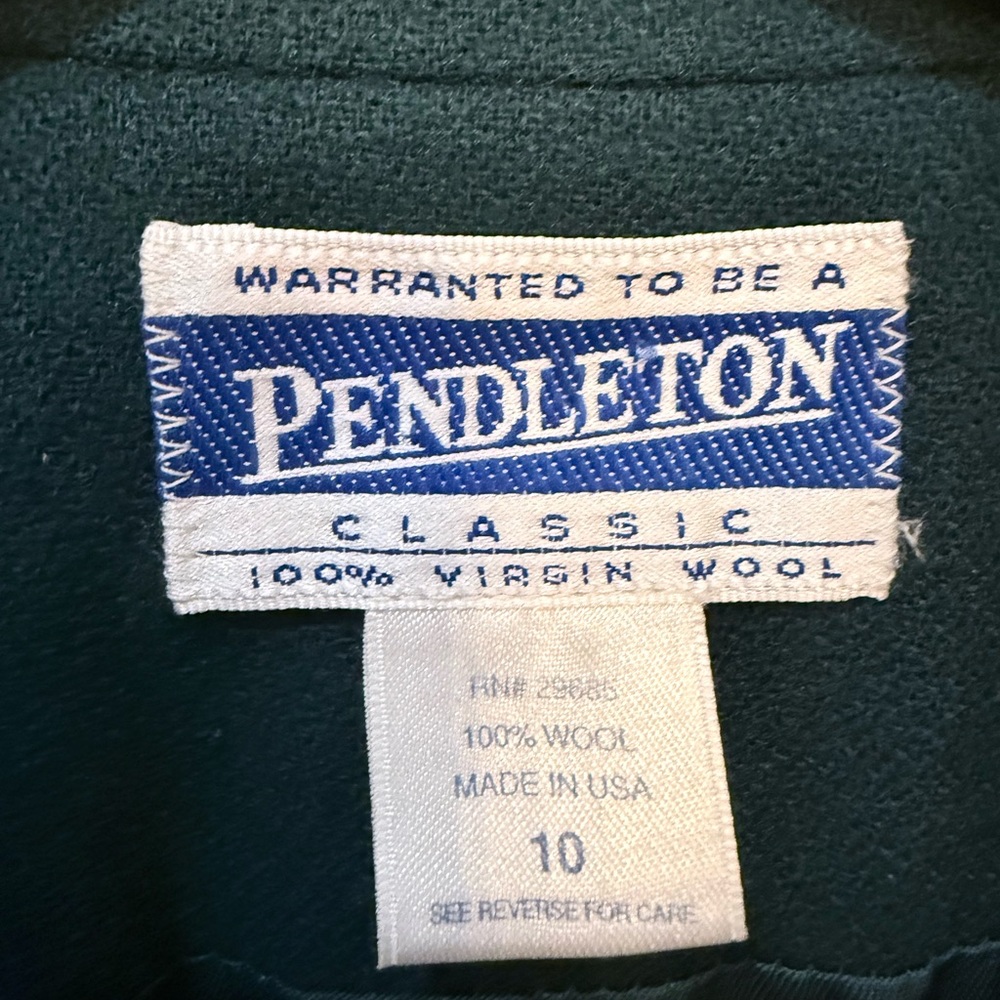 WARRANTED TO BE A
PENDLETON
CLASSIC
100% VIRGIN WOOL
RN# 29685
100% WOOL
MADE IN USA
10
SEE REVERSE FOR CARE